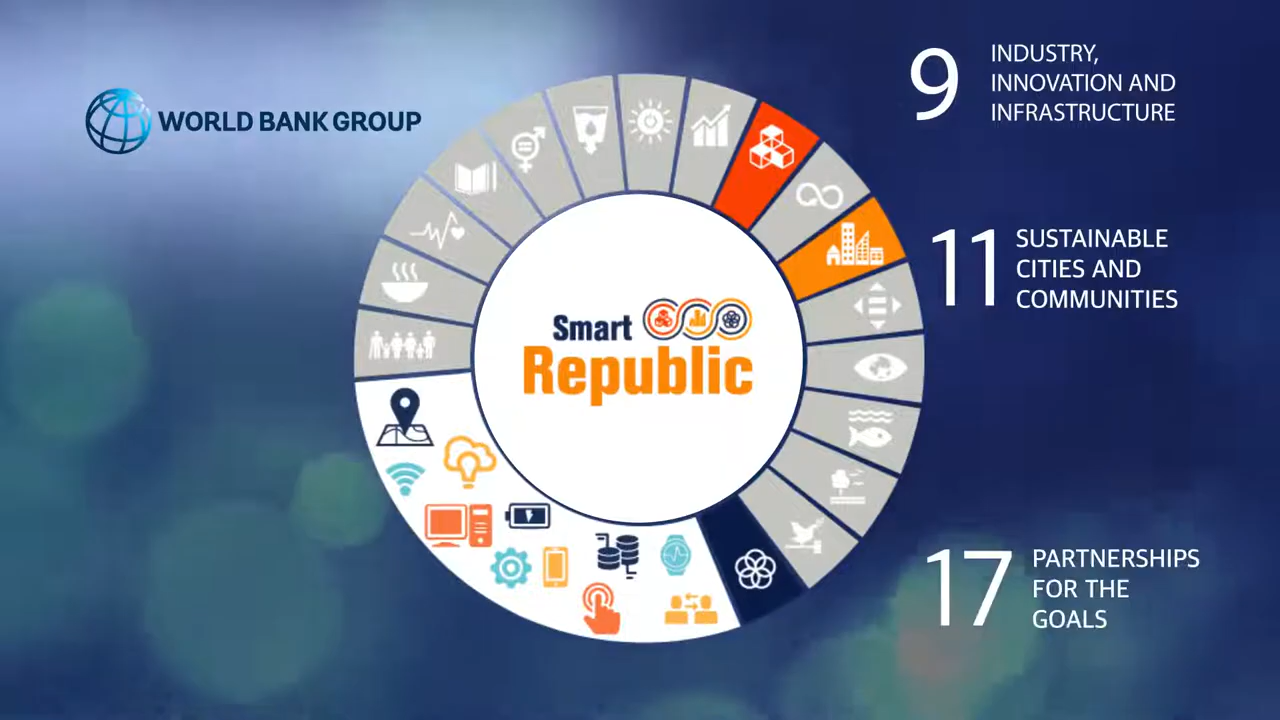 WORLD BANK GROUP
Smart
Republic
9
INDUSTRY,
INNOVATION AND
INFRASTRUCTURE
11
SUSTAINABLE
CITIES AND
COMMUNITIES
17
PARTNERSHIPS
FOR THE
GOALS